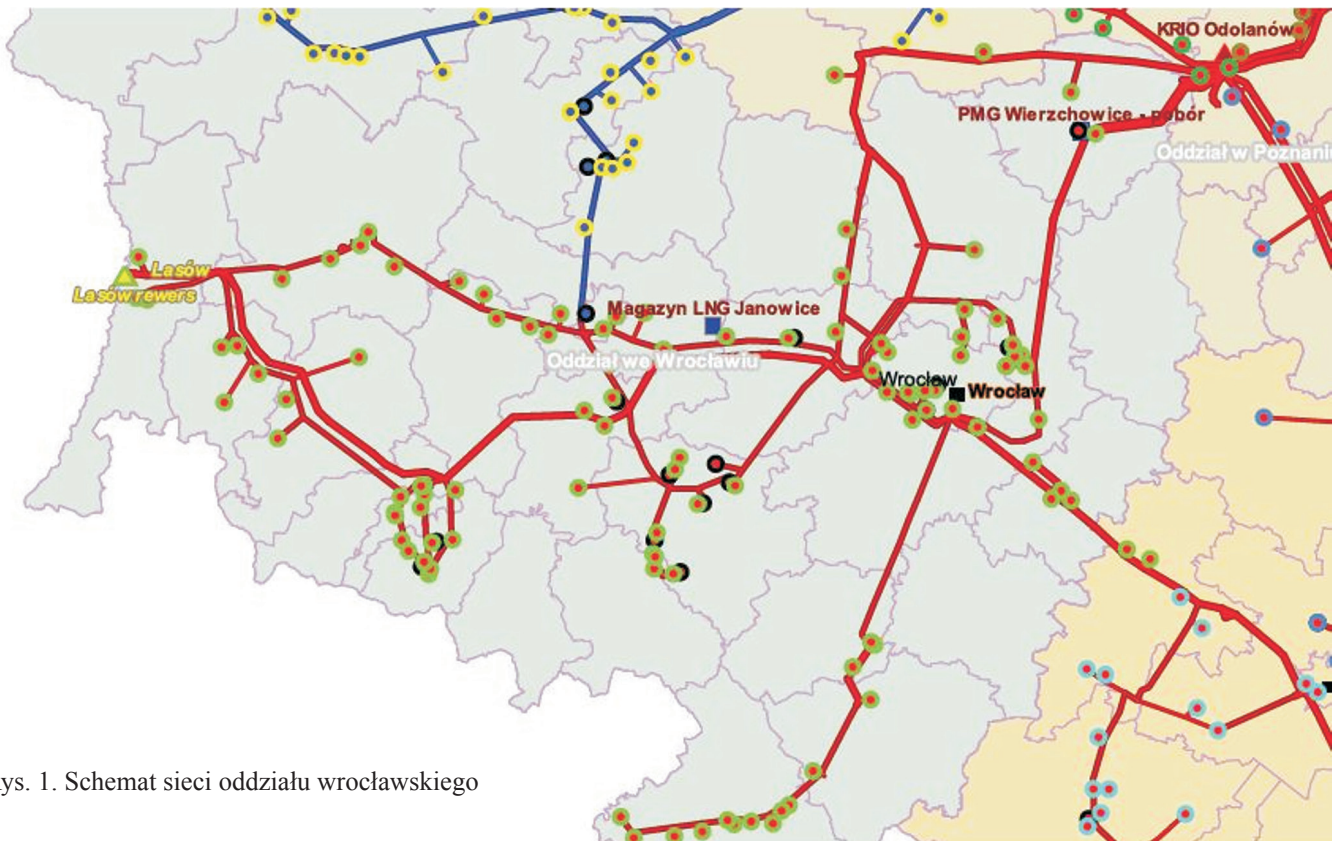 KRIO Odolanów
PMG Wierzchowice - pobór
Oddział w Poznaniu
Lasów
Lasów rewers
Magazyn LNG Janowice
Oddział we Wrocławiu
Wrocław
Wrocław
ys. 1. Schemat sieci oddziału wrocławskiego